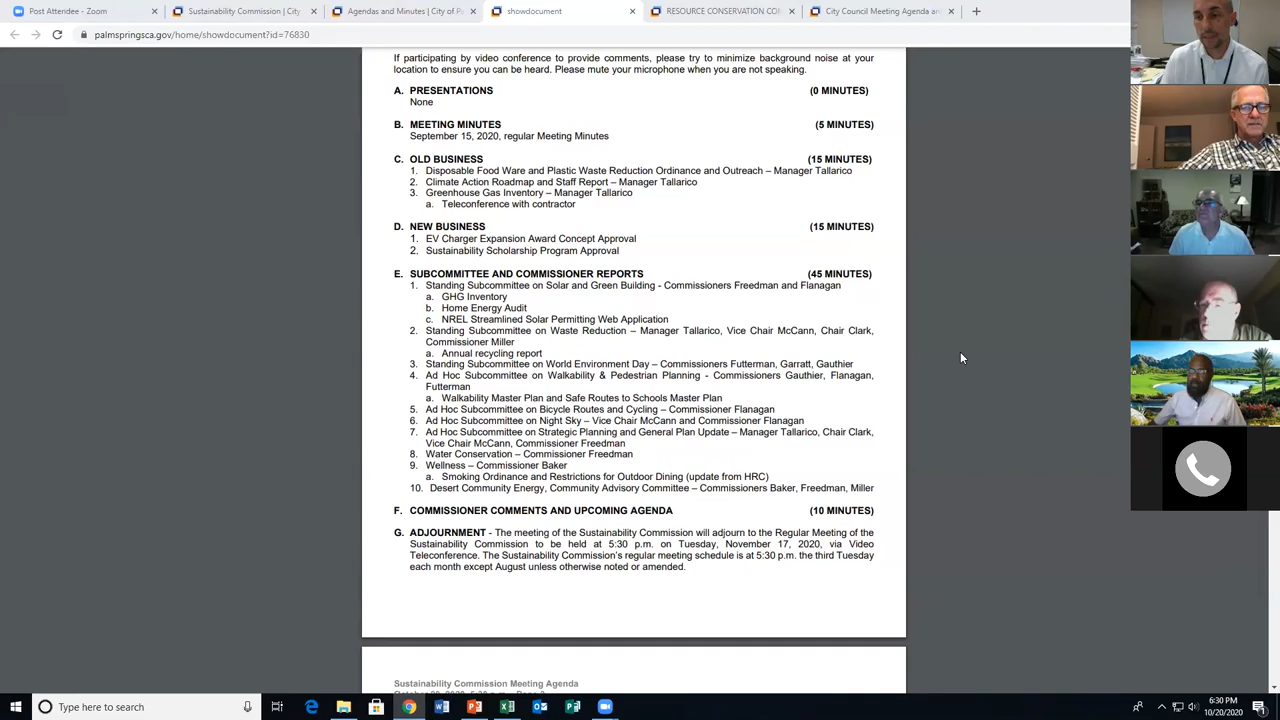 Post Attendee - Zoom
Sustainability Commission | City
Agendas and Minutes | City of P
showdocument
RESOURCE CONSERVATION CO
City Council Meeting Agenda an
palmspringsca.gov/home/showdocument?id=76830
If participating by video conference to provide comments, please try to minimize background noise at your
location to ensure you can be heard. Please mute your microphone when you are not speaking.
A. PRESENTATIONS (0 MINUTES)
None
B. MEETING MINUTES (5 MINUTES)
September 15, 2020, regular Meeting Minutes
C. OLD BUSINESS (15 MINUTES)
1. Disposable Food Ware and Plastic Waste Reduction Ordinance and Outreach – Manager Tallarico
2. Climate Action Roadmap and Staff Report – Manager Tallarico
3. Greenhouse Gas Inventory – Manager Tallarico
a. Teleconference with contractor
D. NEW BUSINESS (15 MINUTES)
1. EV Charger Expansion Award Concept Approval
2. Sustainability Scholarship Program Approval
E. SUBCOMMITTEE AND COMMISSIONER REPORTS (45 MINUTES)
1. Standing Subcommittee on Solar and Green Building - Commissioners Freedman and Flanagan
a. GHG Inventory
b. Home Energy Audit
c. NREL Streamlined Solar Permitting Web Application
2. Standing Subcommittee on Waste Reduction – Manager Tallarico, Vice Chair McCann, Chair Clark,
Commissioner Miller
a. Annual recycling report
3. Standing Subcommittee on World Environment Day – Commissioners Futterman, Garratt, Gauthier
4. Ad Hoc Subcommittee on Walkability & Pedestrian Planning - Commissioners Gauthier, Flanagan,
Futterman
a. Walkability Master Plan and Safe Routes to Schools Master Plan
5. Ad Hoc Subcommittee on Bicycle Routes and Cycling – Commissioner Flanagan
6. Ad Hoc Subcommittee on Night Sky – Vice Chair McCann and Commissioner Flanagan
7. Ad Hoc Subcommittee on Strategic Planning and General Plan Update – Manager Tallarico, Chair Clark,
Vice Chair McCann, Commissioner Freedman
8. Water Conservation – Commissioner Freedman
9. Wellness – Commissioner Baker
a. Smoking Ordinance and Restrictions for Outdoor Dining (update from HRC)
10. Desert Community Energy, Community Advisory Committee – Commissioners Baker, Freedman, Miller
F. COMMISSIONER COMMENTS AND UPCOMING AGENDA (10 MINUTES)
G. ADJOURNMENT - The meeting of the Sustainability Commission will adjourn to the Regular Meeting of the
Sustainability Commission to be held at 5:30 p.m. on Tuesday, November 17, 2020, via Video
Teleconference. The Sustainability Commission's regular meeting schedule is at 5:30 p.m. the third Tuesday
each month except August unless otherwise noted or amended.
Sustainability Commission Meeting Agenda
Type here to search
6:30 PM
10/20/2020